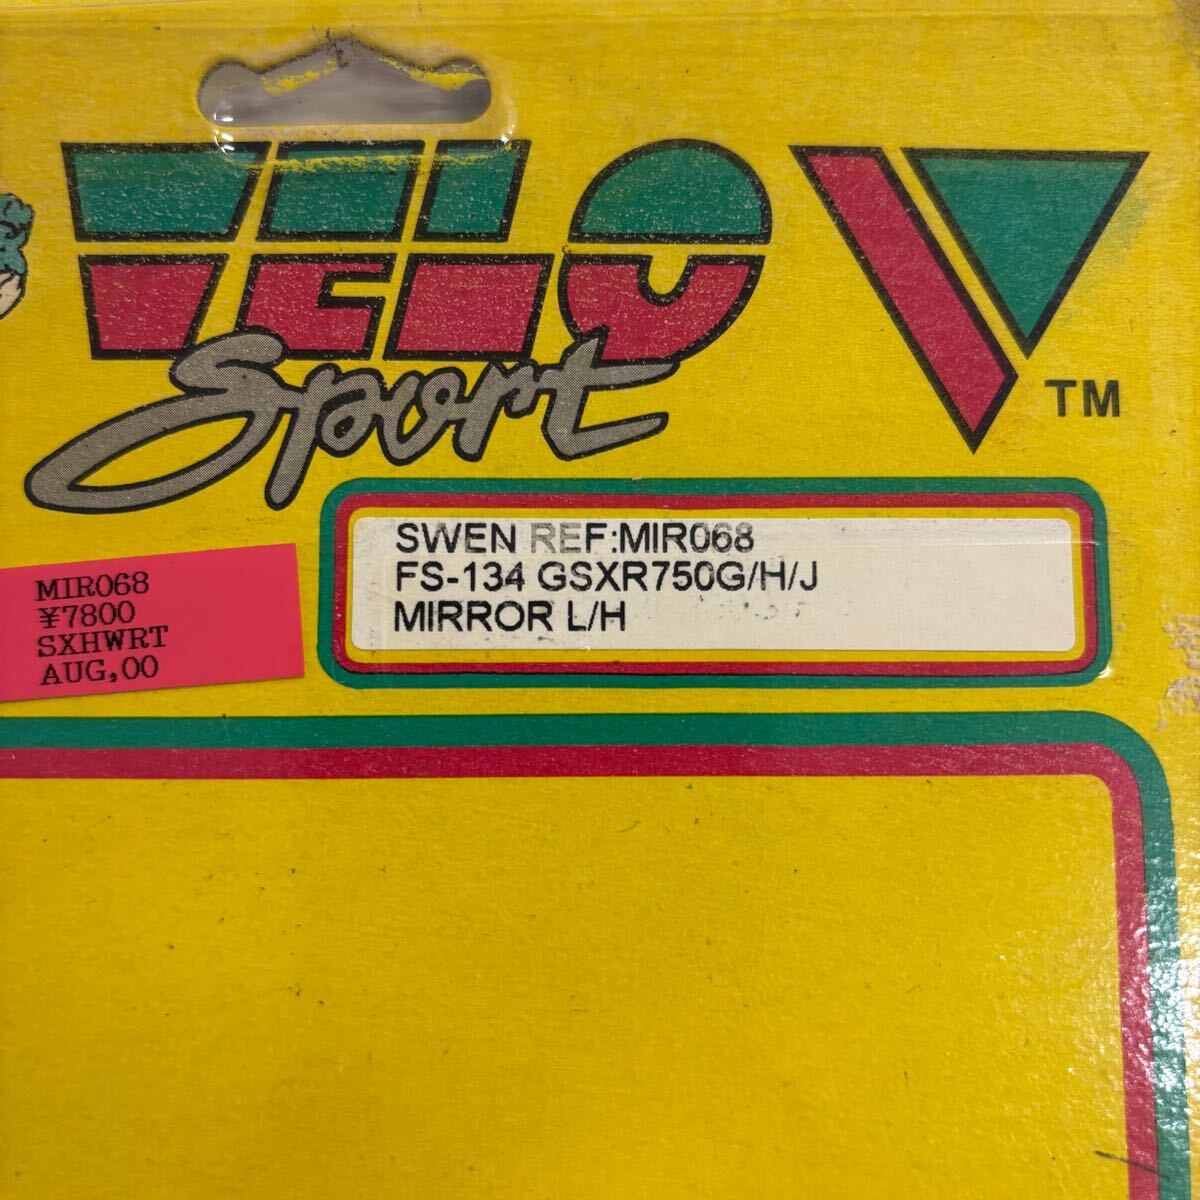 VELO
Sport
TM
SWEN REF:MIR068
FS-134 GSXR750G/H/J
MIRROR L/H
MIR068
¥7800
SXHWRT
AUG,00